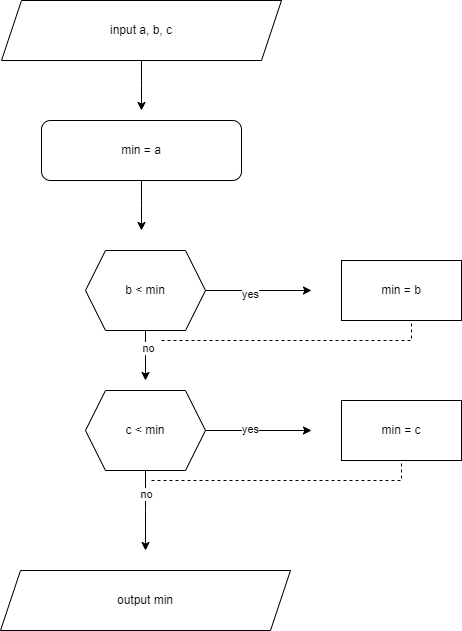 input a, b, c
min = a
b < min
yes
min = b
no
c < min
yes
min = c
no
output min